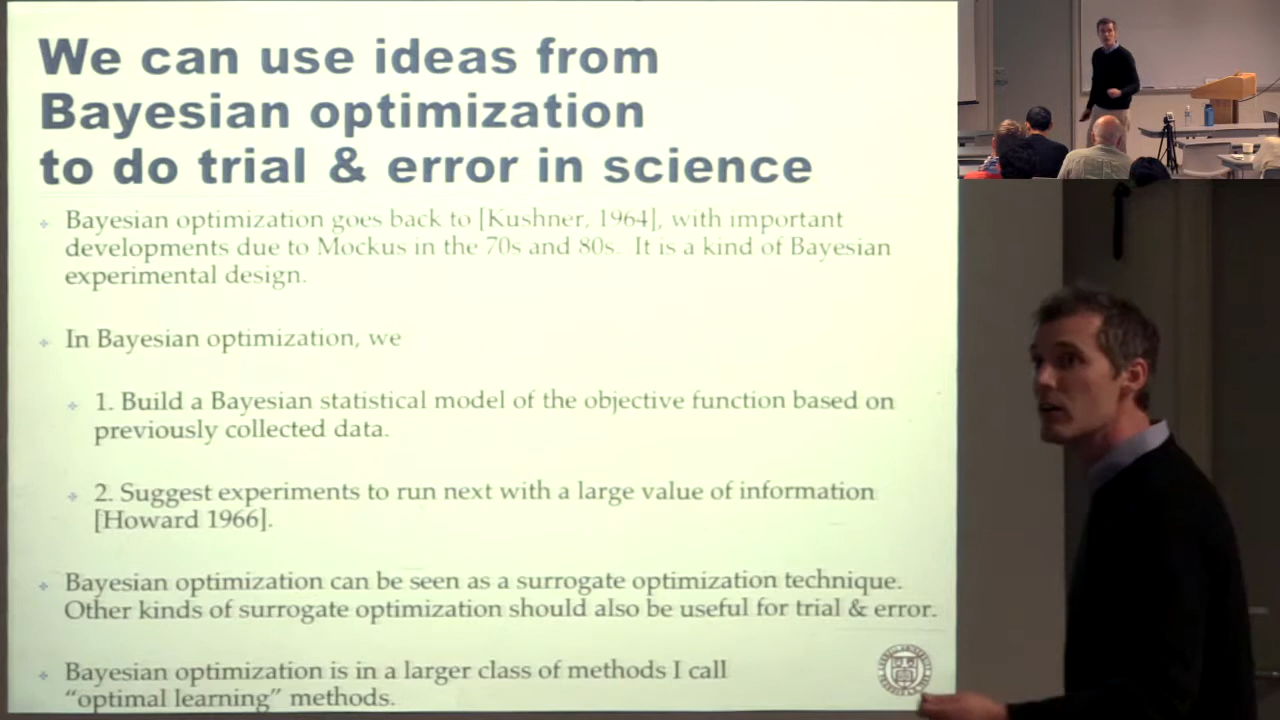 We can use ideas from
Bayesian optimization
to do trial & error in science
Bayesian optimization goes back to [Kushner, 1964], with important
developments due to Mockus in the 70s and 80s. It is a kind of Bayesian
experimental design.
In Bayesian optimization, we
1. Build a Bayesian statistical model of the objective function based on
previously collected data.
2. Suggest experiments to run next with a large value of information
[Howard 1966].
Bayesian optimization can be seen as a surrogate optimization technique.
Other kinds of surrogate optimization should also be useful for trial & error.
Bayesian optimization is in a larger class of methods I call
“optimal learning” methods.